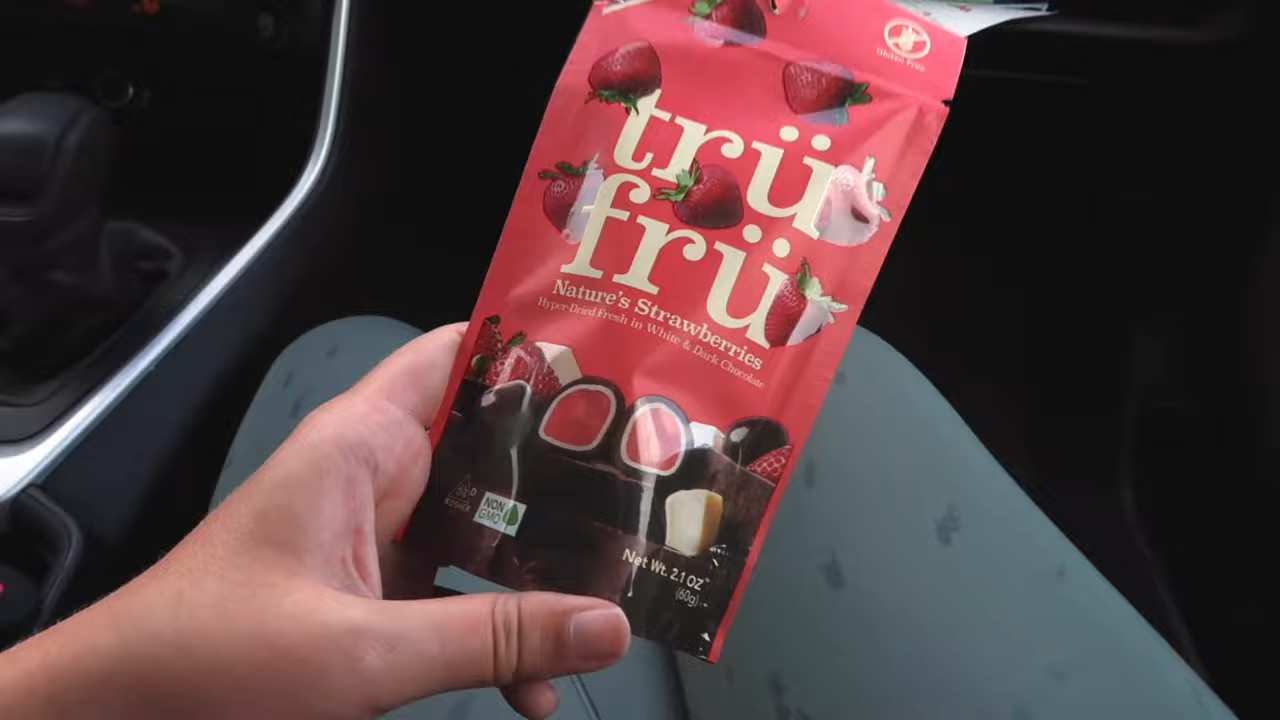 Gluten Free
trü
frü
Nature's Strawberries
Hyper-Dried Fresh in White & Dark Chocolate
KOSHER
NON
GMO
Net Wt. 2.1 OZ
(60g)